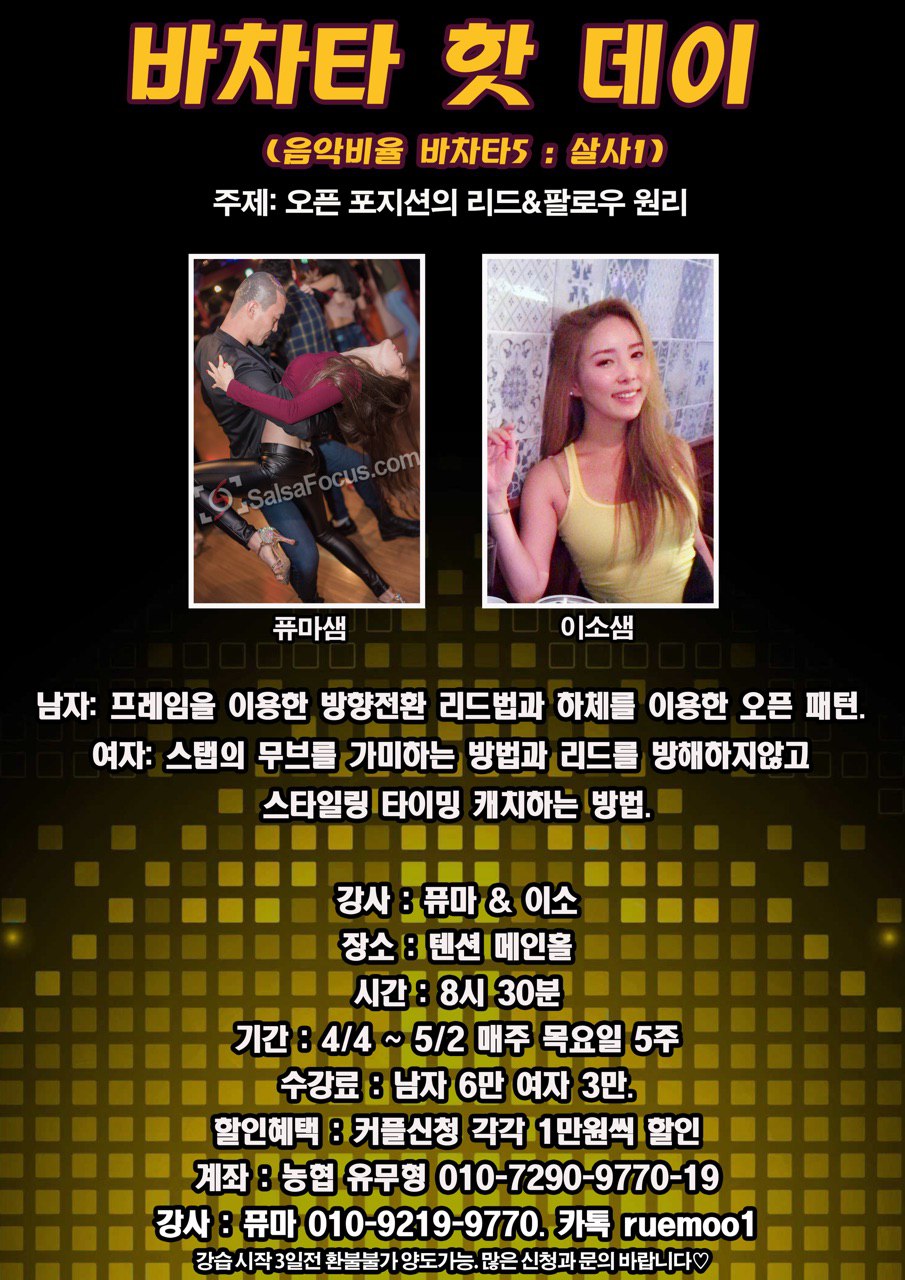 바차타 핫 데이
(음악비율 바차타5 : 살사1)
주제: 오픈 포지션의 리드&팔로우 원리
SalsaFocus.com
퓨마샘
이소샘
남자: 프레임을 이용한 방향전환 리드법과 하체를 이용한 오픈 패턴.
여자: 스탭의 무브를 가미하는 방법과 리드를 방해하지않고
스타일링 타이밍 캐치하는 방법.
강사 : 퓨마 & 이소
장소 : 텐션 메인홀
시간 : 8시 30분
기간 : 4/4 ~ 5/2 매주 목요일 5주
수강료 : 남자 6만 여자 3만.
할인혜택 : 커플신청 각각 1만원씩 할인
계좌 : 농협 유무형 010-7290-9770-19
강사 : 퓨마 010-9219-9770. 카톡 ruemoo1
강습 시작 3일전 환불불가 양도가능. 많은 신청과 문의 바랍니다♡